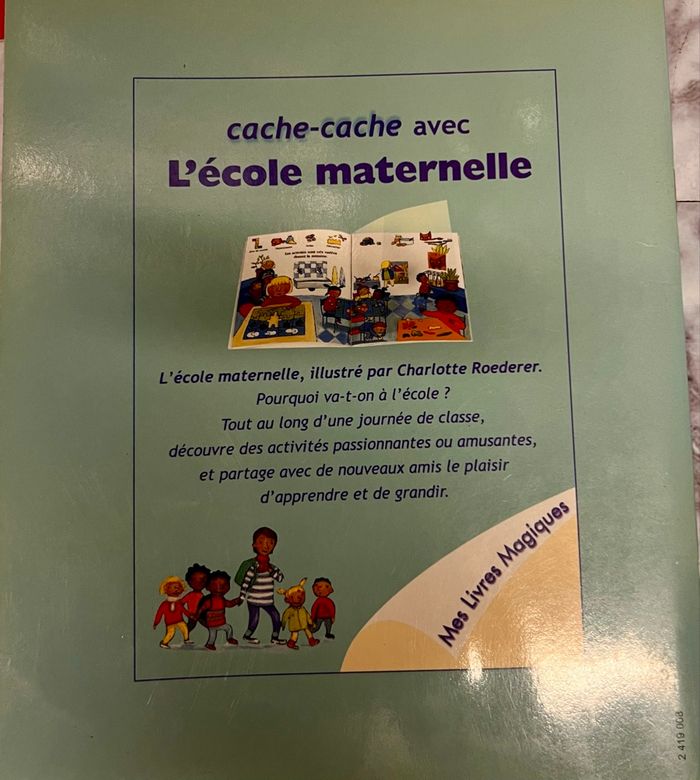 cache-cache avec
L'école maternelle
L'école maternelle, illustré par Charlotte Roederer.
Pourquoi va-t-on à l'école ?
Tout au long d'une journée de classe,
découvre des activités passionnantes ou amusantes,
et partage avec de nouveaux amis le plaisir
d'apprendre et de grandir.
Mes Livres Magiques
2 419 008